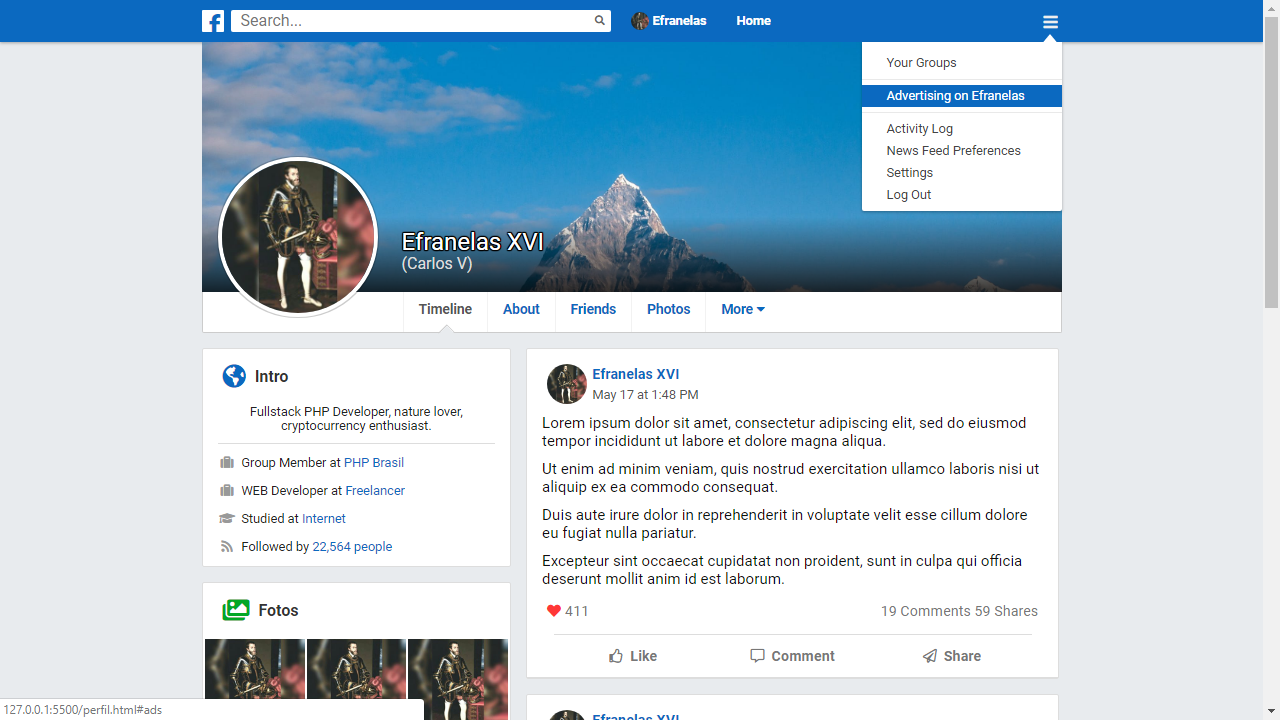 f Search... Efranelas Home
Your Groups
Advertising on Efranelas
Activity Log
News Feed Preferences
Settings
Log Out
Efranelas XVI
(Carlos V)
Timeline About Friends Photos More
Intro
Fullstack PHP Developer, nature lover,
cryptocurrency enthusiast.
Group Member at PHP Brasil
WEB Developer at Freelancer
Studied at Internet
Followed by 22,564 people
Fotos
Efranelas XVI
May 17 at 1:48 PM
Lorem ipsum dolor sit amet, consectetur adipiscing elit, sed do eiusmod
tempor incididunt ut labore et dolore magna aliqua.
Ut enim ad minim veniam, quis nostrud exercitation ullamco laboris nisi ut
aliquip ex ea commodo consequat.
Duis aute irure dolor in reprehenderit in voluptate velit esse cillum dolore
eu fugiat nulla pariatur.
Excepteur sint occaecat cupidatat non proident, sunt in culpa qui officia
deserunt mollit anim id est laborum.
411 19 Comments 59 Shares
Like Comment Share
Efranelas XVI
127.0.0.1:5500/perfil.html#ads